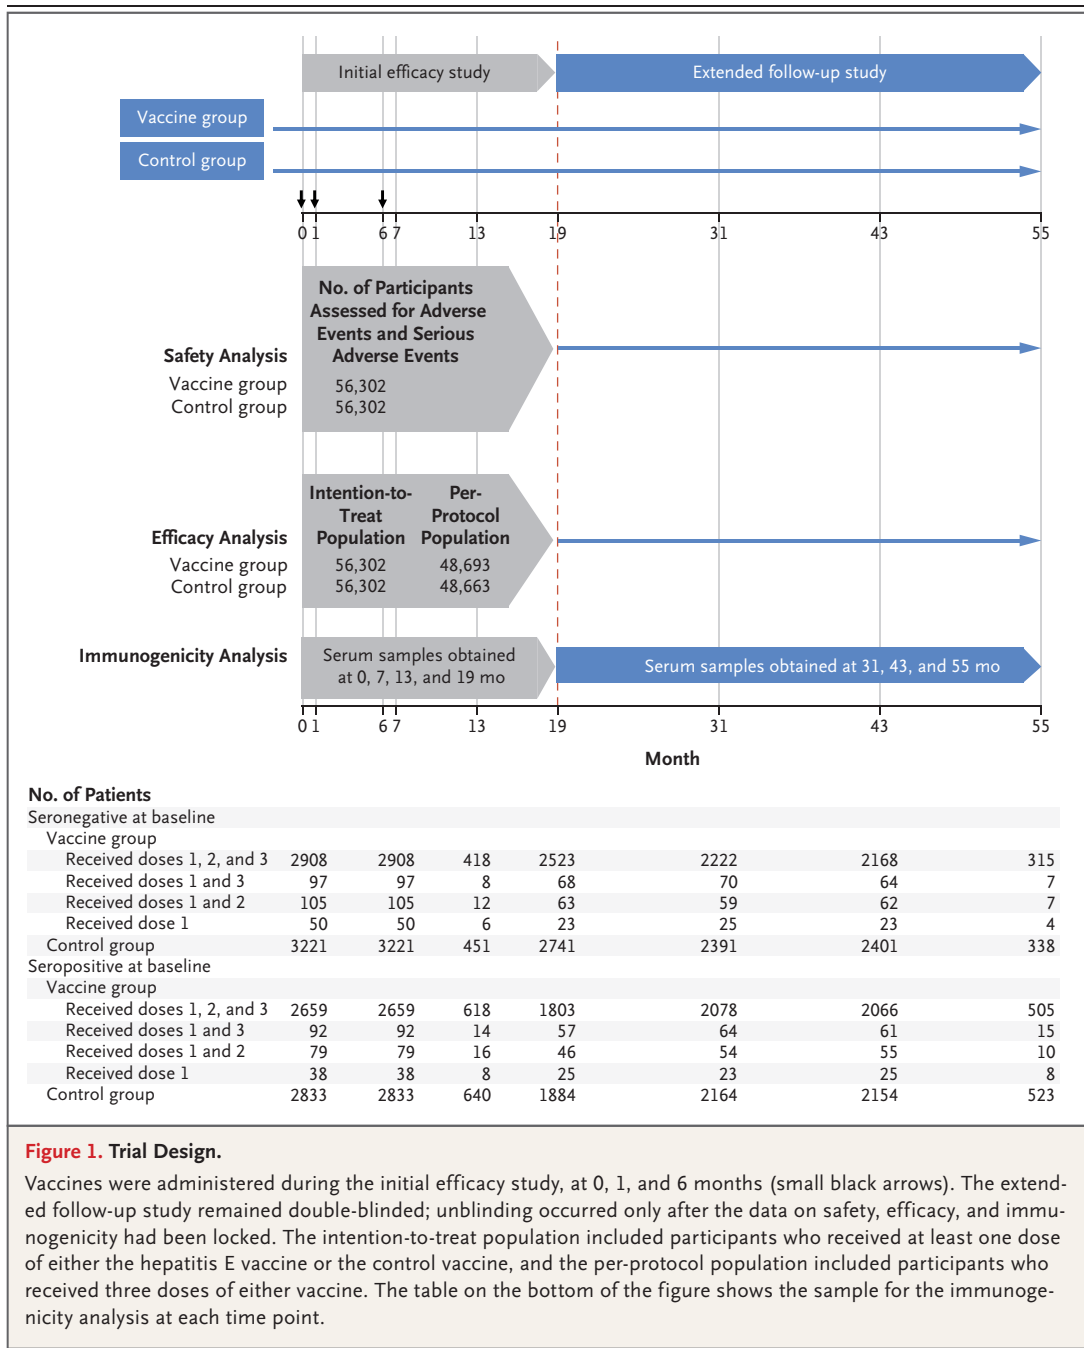 Initial efficacy study
Extended follow-up study
Vaccine group
Control group
0 1 6 7 13 19 31 43 55
No. of Participants
Assessed for Adverse
Events and Serious
Adverse Events
Safety Analysis
Vaccine group 56,302
Control group 56,302
Intention-to-
Treat
Population
Per-
Protocol
Population
Efficacy Analysis
Vaccine group 56,302 48,693
Control group 56,302 48,663
Immunogenicity Analysis
Serum samples obtained
at 0, 7, 13, and 19 mo
Serum samples obtained at 31, 43, and 55 mo
0 1 6 7 13 19 31 43 55
Month
No. of Patients
Seronegative at baseline
Vaccine group
Received doses 1, 2, and 3 2908 2908 418 2523 2222 2168 315
Received doses 1 and 3 97 97 8 68 70 64 7
Received doses 1 and 2 105 105 12 63 59 62 7
Received dose 1 50 50 6 23 25 23 4
Control group 3221 3221 451 2741 2391 2401 338
Seropositive at baseline
Vaccine group
Received doses 1, 2, and 3 2659 2659 618 1803 2078 2066 505
Received doses 1 and 3 92 92 14 57 64 61 15
Received doses 1 and 2 79 79 16 46 54 55 10
Received dose 1 38 38 8 25 23 25 8
Control group 2833 2833 640 1884 2164 2154 523
Figure 1. Trial Design.
Vaccines were administered during the initial efficacy study, at 0, 1, and 6 months (small black arrows). The extend-
ed follow-up study remained double-blinded; unblinding occurred only after the data on safety, efficacy, and immu-
nogenicity had been locked. The intention-to-treat population included participants who received at least one dose
of either the hepatitis E vaccine or the control vaccine, and the per-protocol population included participants who
received three doses of either vaccine. The table on the bottom of the figure shows the sample for the immunoge-
nicity analysis at each time point.